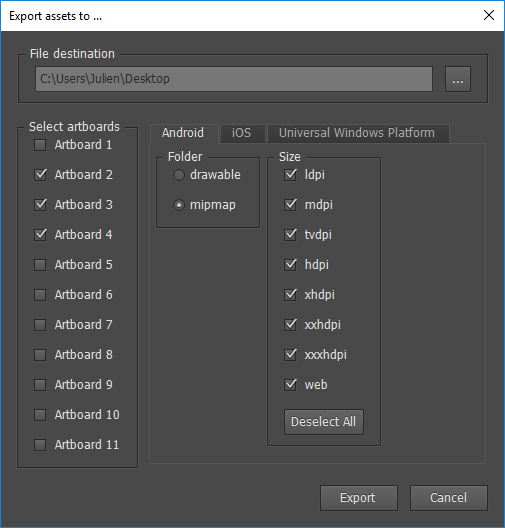 Export assets to ...
File destination
C:\Users\Julien\Desktop
...
Select artboards
Artboard 1
Artboard 2
Artboard 3
Artboard 4
Artboard 5
Artboard 6
Artboard 7
Artboard 8
Artboard 9
Artboard 10
Artboard 11
Android iOS Universal Windows Platform
Folder
drawable
mipmap
Size
ldpi
mdpi
tvdpi
hdpi
xhdpi
xxhdpi
xxxhdpi
web
Deselect All
Export Cancel